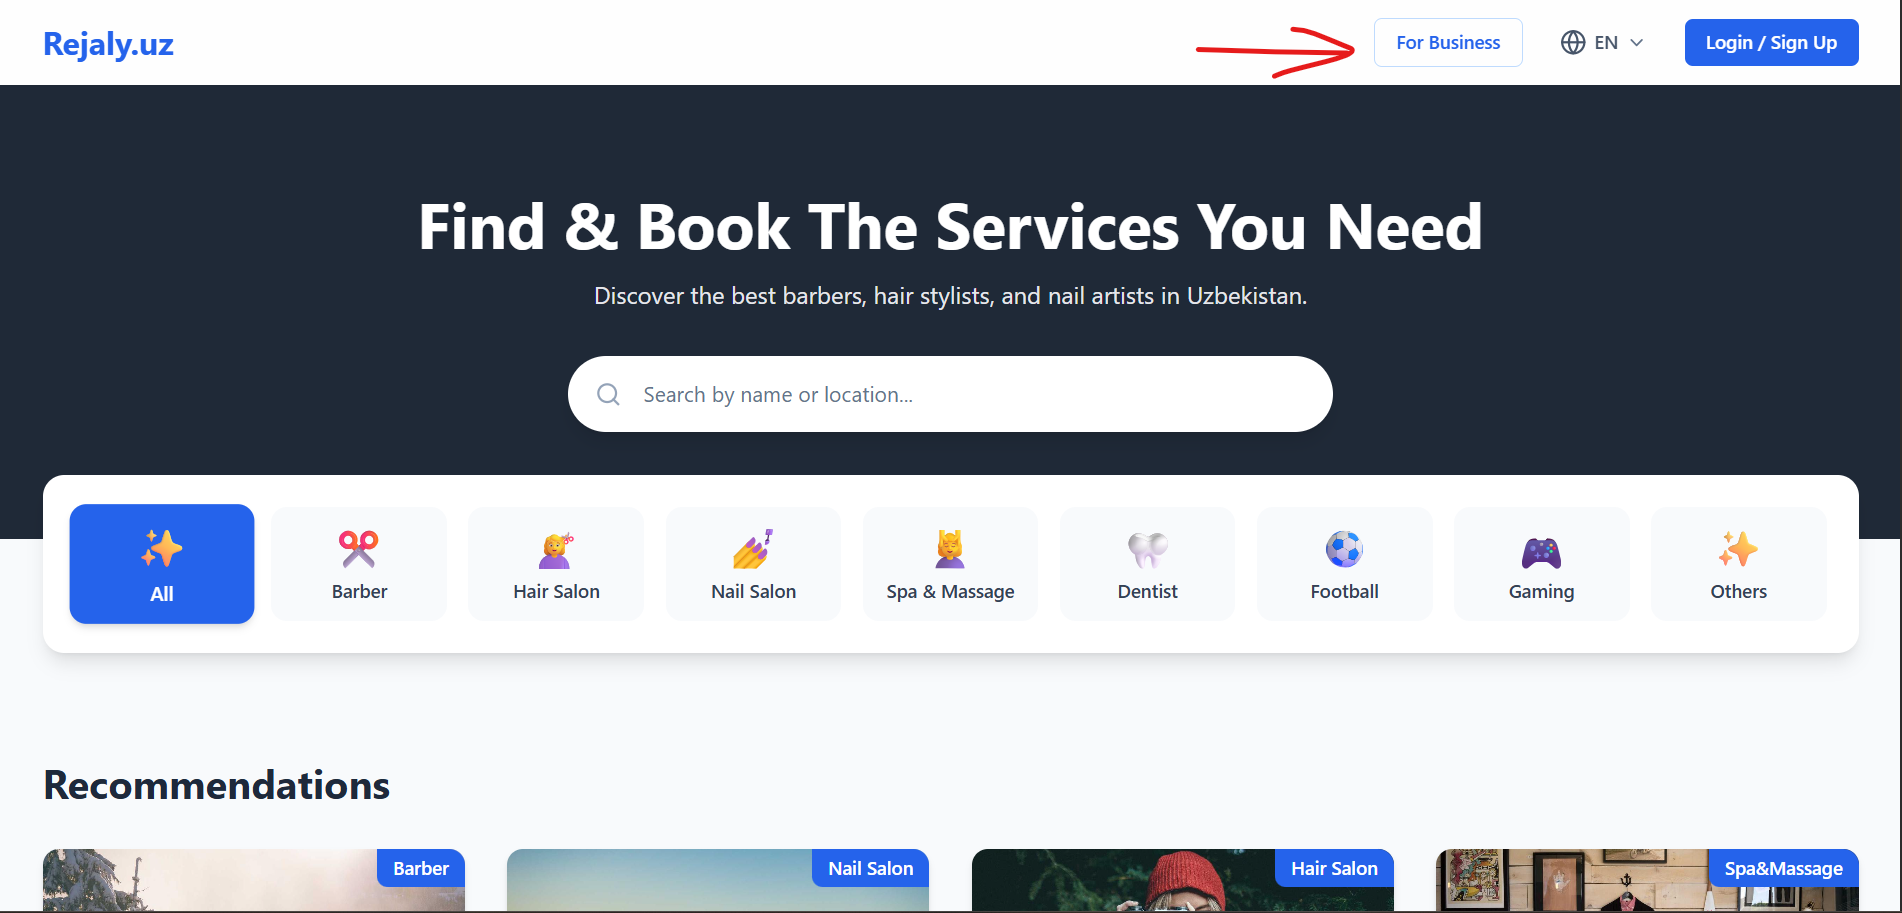 Rejaly.uz
For Business
EN
Login / Sign Up
Find & Book The Services You Need
Discover the best barbers, hair stylists, and nail artists in Uzbekistan.
Search by name or location...
All
Barber
Hair Salon
Nail Salon
Spa & Massage
Dentist
Football
Gaming
Others
Recommendations
Barber
Nail Salon
Hair Salon
Spa&Massage